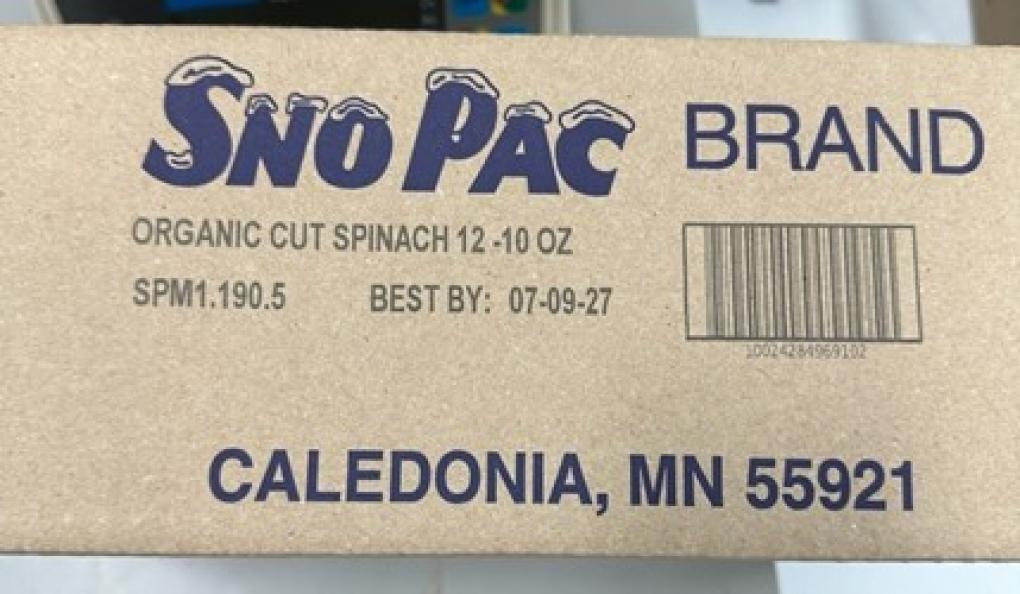 SNO PAC BRAND
ORGANIC CUT SPINACH 12 -10 OZ
SPM1.190.5 BEST BY: 07-09-27
10024284969102
CALEDONIA, MN 55921